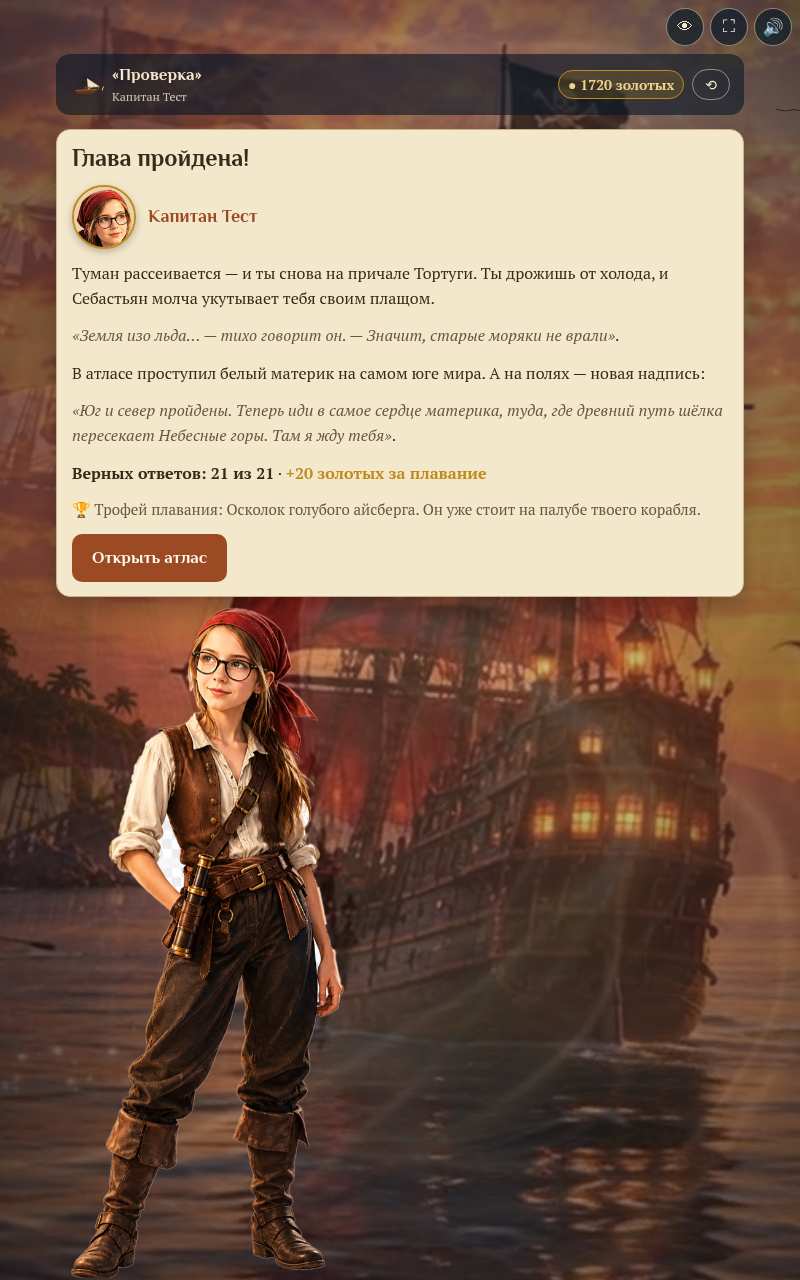 «Проверка»
Капитан Тест
● 1720 золотых
Глава пройдена!
Капитан Тест
Туман рассеивается — и ты снова на причале Тортуги. Ты дрожишь от холода, и
Себастьян молча укутывает тебя своим плащом.
«Земля изо льда… — тихо говорит он. — Значит, старые моряки не врали».
В атласе проступил белый материк на самом юге мира. А на полях — новая надпись:
«Юг и север пройдены. Теперь иди в самое сердце материка, туда, где древний путь шёлка
пересекает Небесные горы. Там я жду тебя».
Верных ответов: 21 из 21 · +20 золотых за плавание
🏆 Трофей плавания: Осколок голубого айсберга. Он уже стоит на палубе твоего корабля.
Открыть атлас